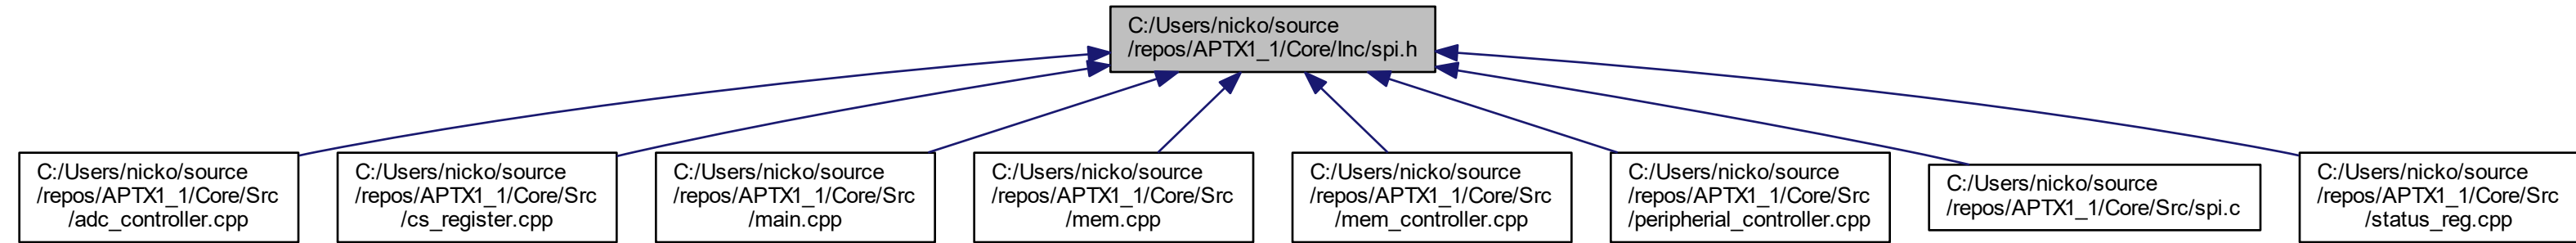 C:/Users/nicko/source
/repos/APTX1_1/Core/Inc/spi.h
C:/Users/nicko/source
/repos/APTX1_1/Core/Src
/adc_controller.cpp
C:/Users/nicko/source
/repos/APTX1_1/Core/Src
/cs_register.cpp
C:/Users/nicko/source
/repos/APTX1_1/Core/Src
/main.cpp
C:/Users/nicko/source
/repos/APTX1_1/Core/Src
/mem.cpp
C:/Users/nicko/source
/repos/APTX1_1/Core/Src
/mem_controller.cpp
C:/Users/nicko/source
/repos/APTX1_1/Core/Src
/peripherial_controller.cpp
C:/Users/nicko/source
/repos/APTX1_1/Core/Src/spi.c
C:/Users/nicko/source
/repos/APTX1_1/Core/Src
/status_reg.cpp